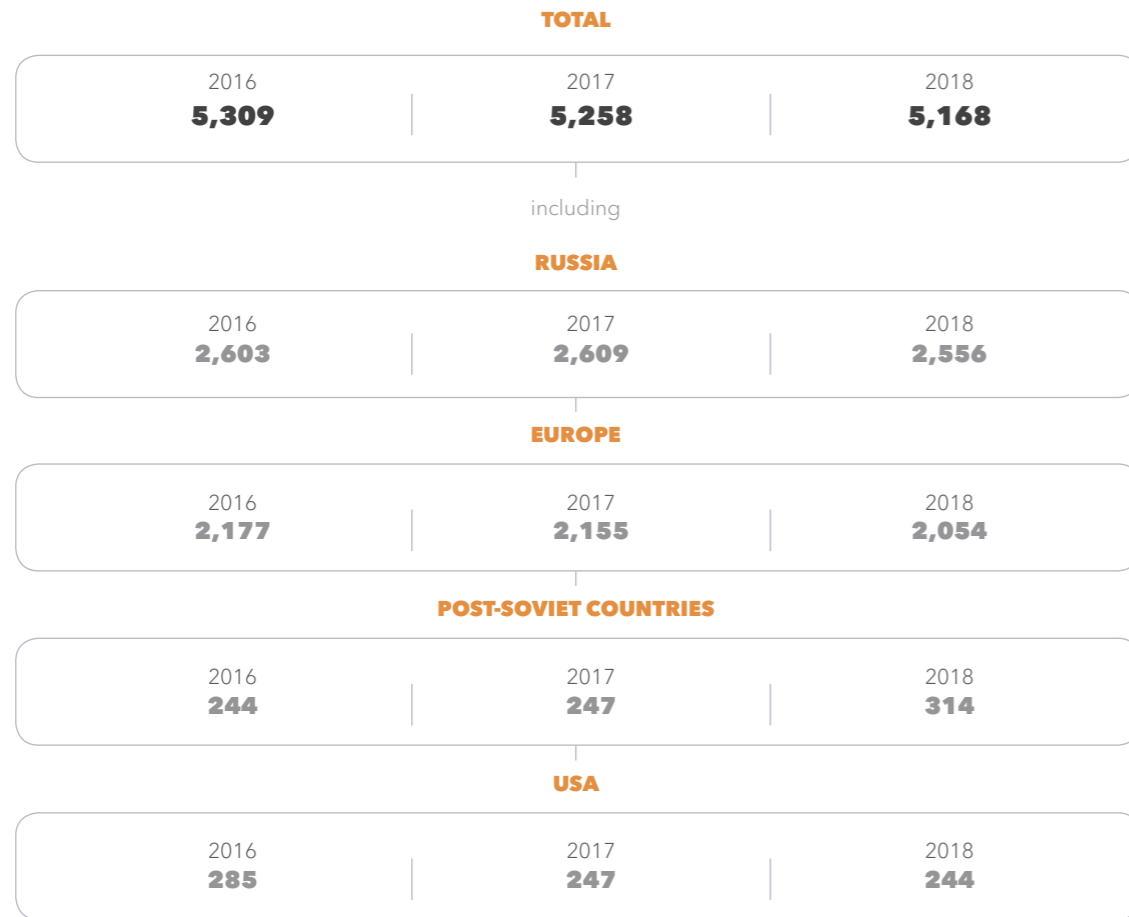 TOTAL
2016 2017 2018
5,309 5,258 5,168
including
RUSSIA
2016 2017 2018
2,603 2,609 2,556
EUROPE
2016 2017 2018
2,177 2,155 2,054
POST-SOVIET COUNTRIES
2016 2017 2018
244 247 314
USA
2016 2017 2018
285 247 244